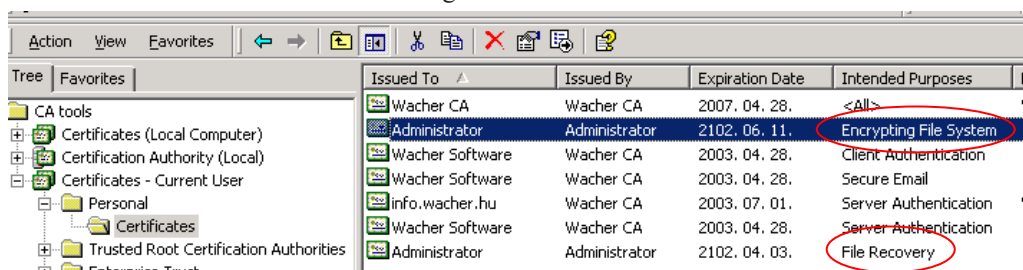 Action View Favorites
Tree Favorites
CA tools
Certificates (Local Computer)
Certification Authority (Local)
Certificates - Current User
Personal
Certificates
Trusted Root Certification Authorities
Issued To Issued By Expiration Date Intended Purposes
Wacher CA Wacher CA 2007. 04. 28. <All>
Administrator Administrator 2102. 06. 11. Encrypting File System
Wacher Software Wacher CA 2003. 04. 28. Client Authentication
Wacher Software Wacher CA 2003. 04. 28. Secure Email
info.wacher.hu Wacher CA 2003. 07. 01. Server Authentication
Wacher Software Wacher CA 2003. 04. 28. Server Authentication
Administrator Administrator 2102. 04. 03. File Recovery